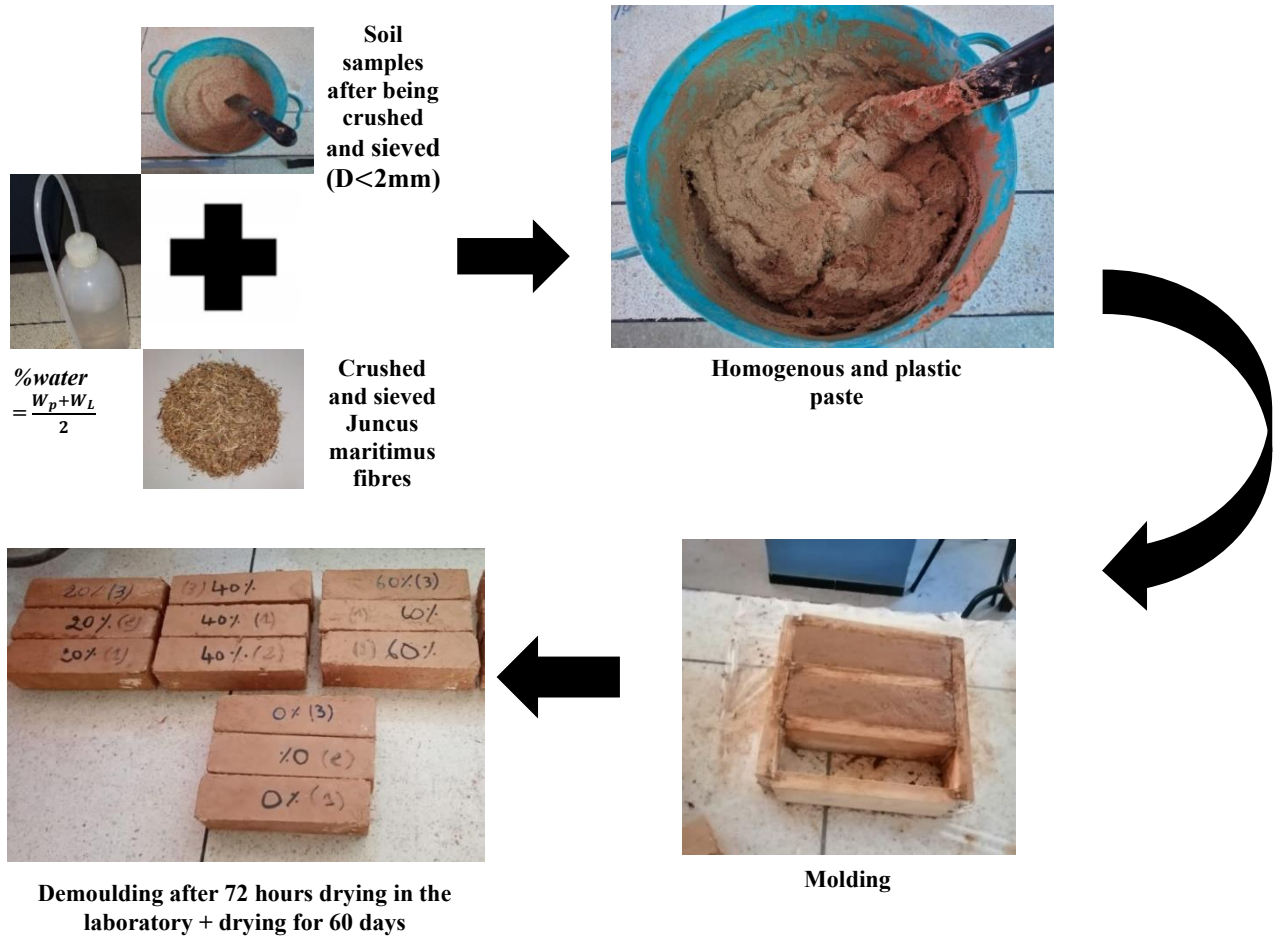 Soil
samples
after being
crushed
and sieved
(D<2mm)
%water
= (W_p+W_L)/2
Crushed
and sieved
Juncus
maritimus
fibres
Homogenous and plastic
paste
Molding
20%(3)
(3) 40%
60%(3)
20% (2)
40% (1)
(1) 60%
20% (1)
40% (2)
60%
0% (3)
%0 (2)
0% (1)
Demoulding after 72 hours drying in the
laboratory + drying for 60 days